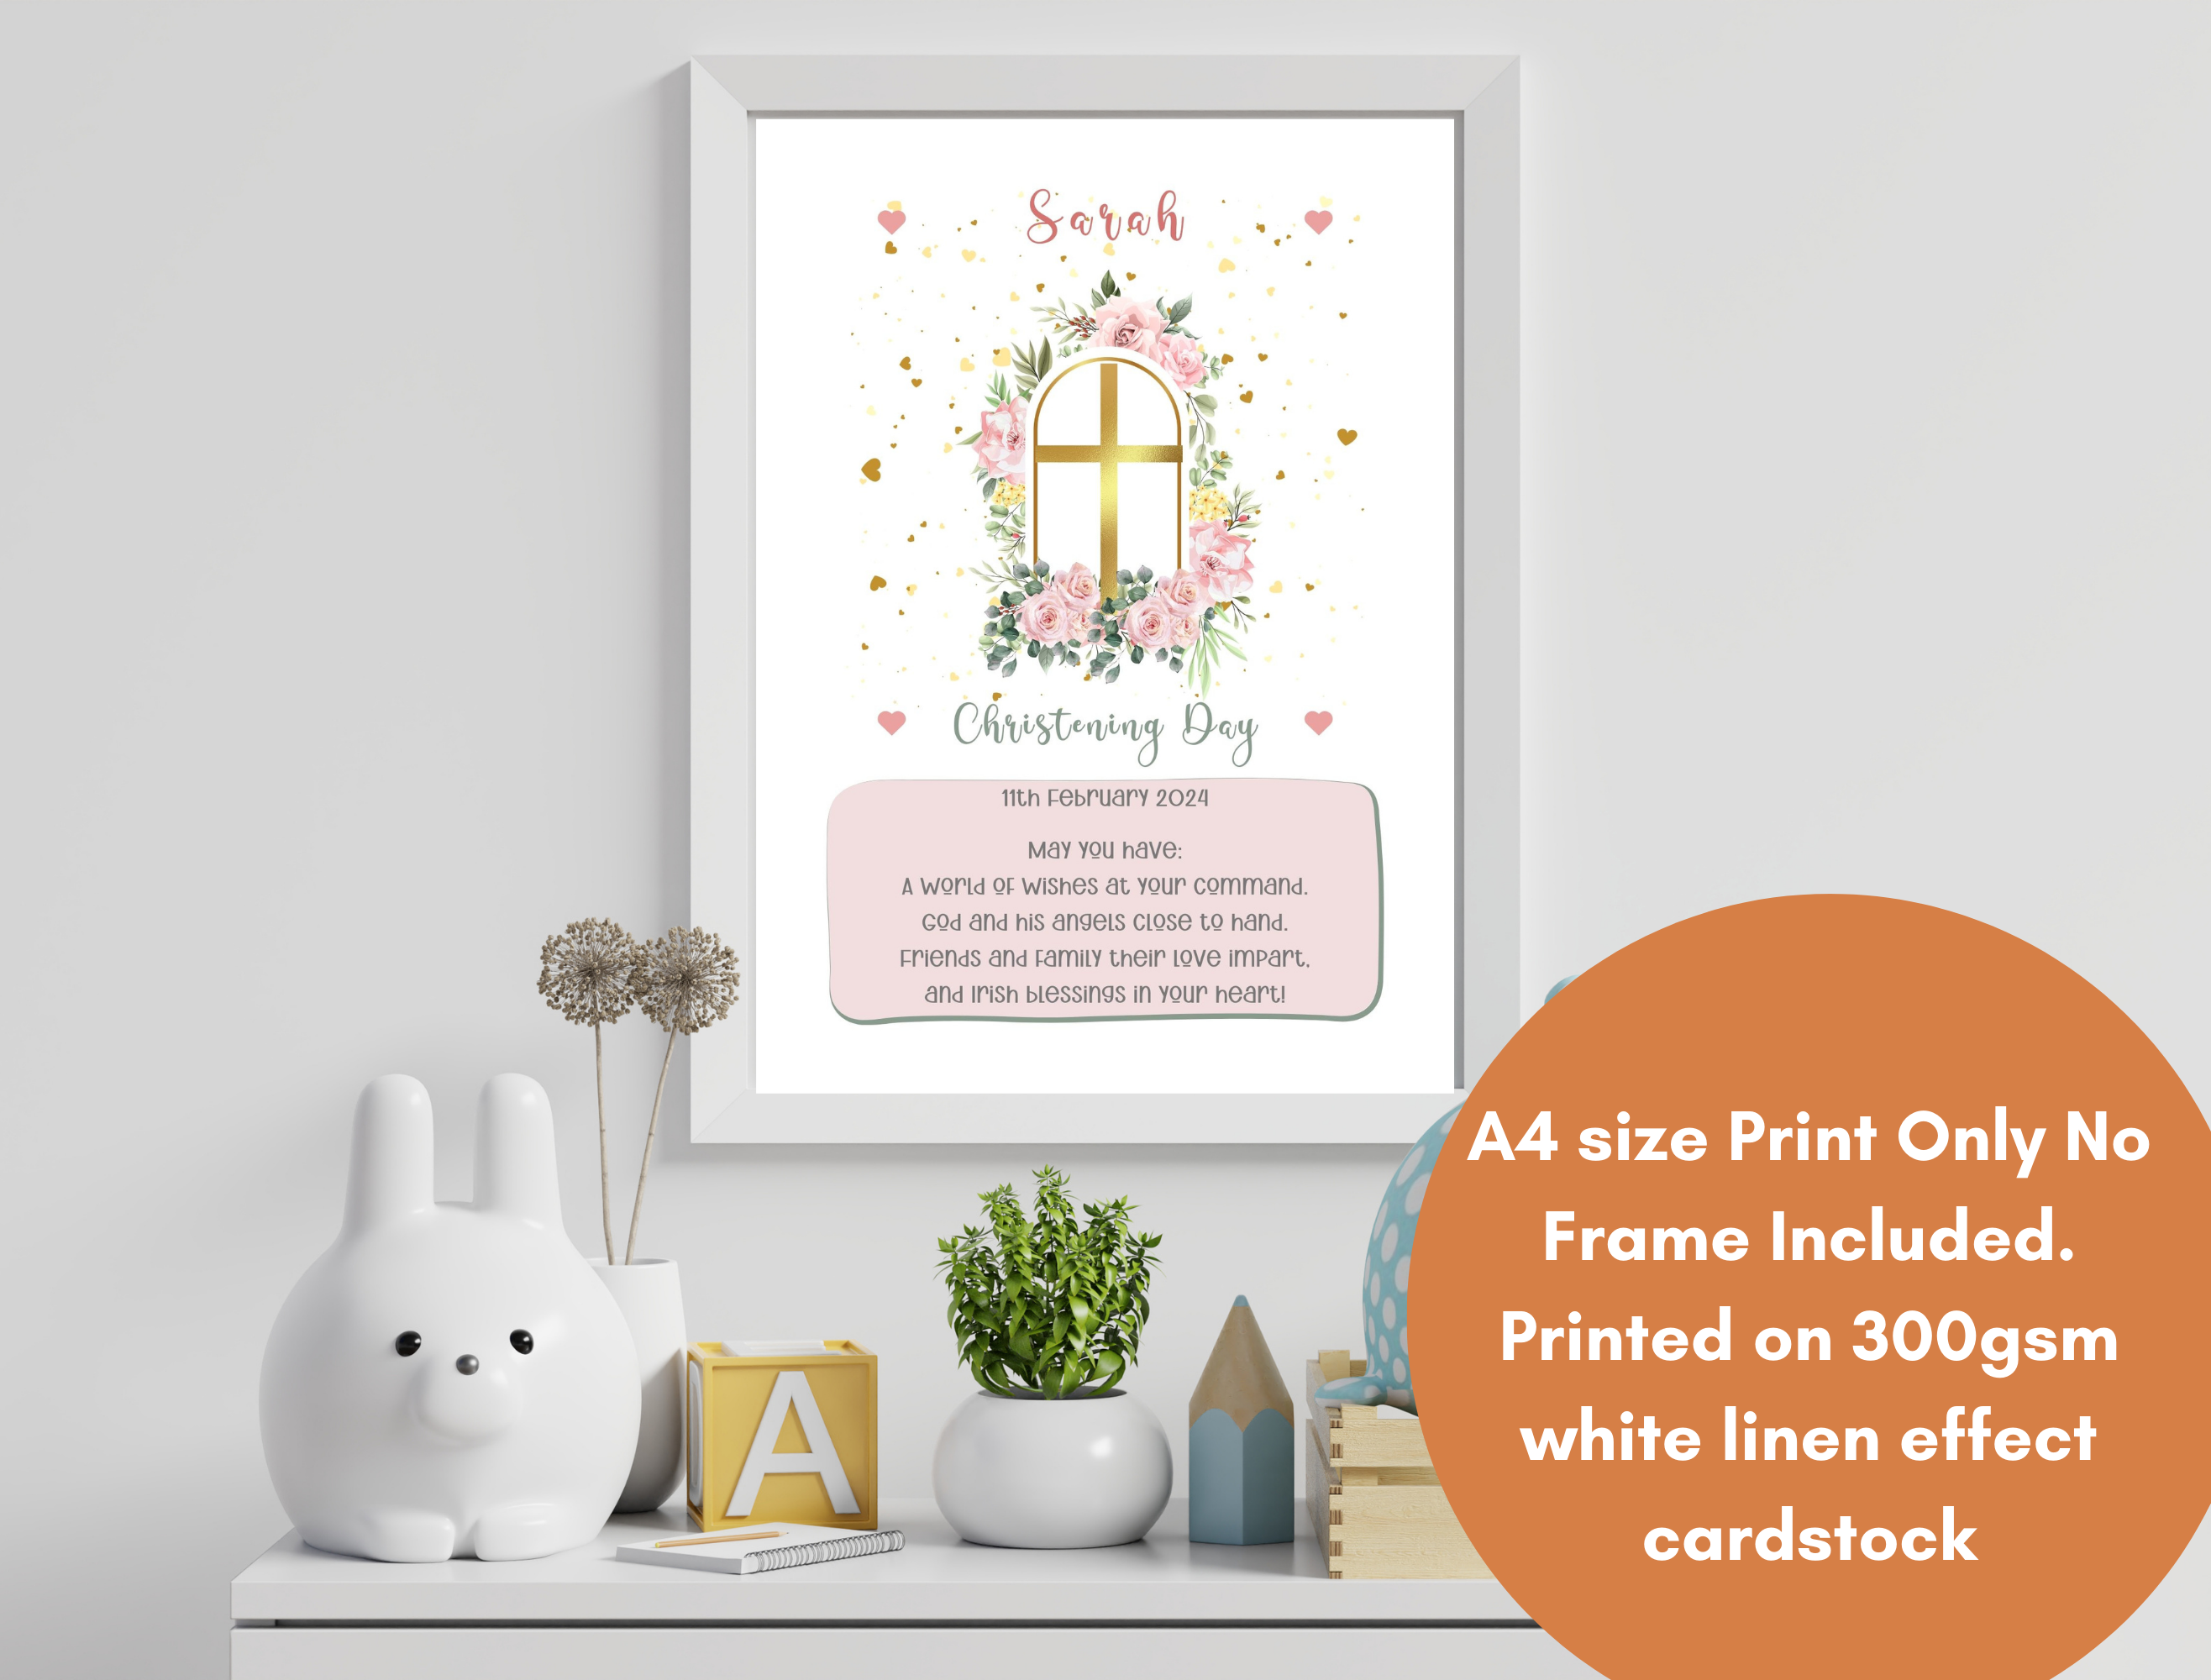 Sarah
Christening Day
11th February 2024
May you have:
A world of wishes at your command.
God and his angels close to hand.
Friends and family their love impart,
and Irish blessings in your heart!
A
A4 size Print Only No
Frame Included.
Printed on 300gsm
white linen effect
cardstock